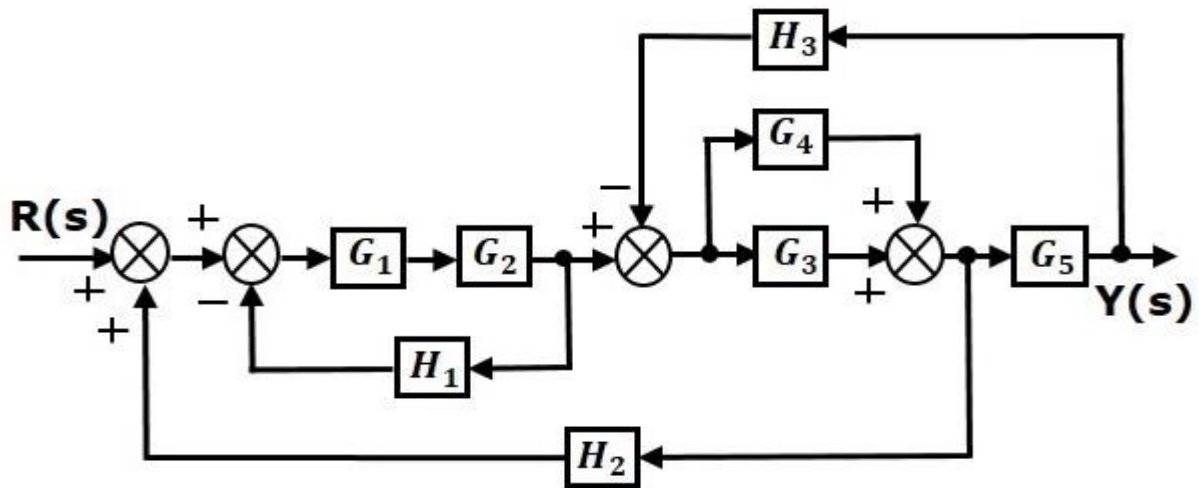 H₃
G₄
−
R(s)
+
+
+
G₁
G₂
G₃
G₅
+
−
+
+
Y(s)
H₁
H₂